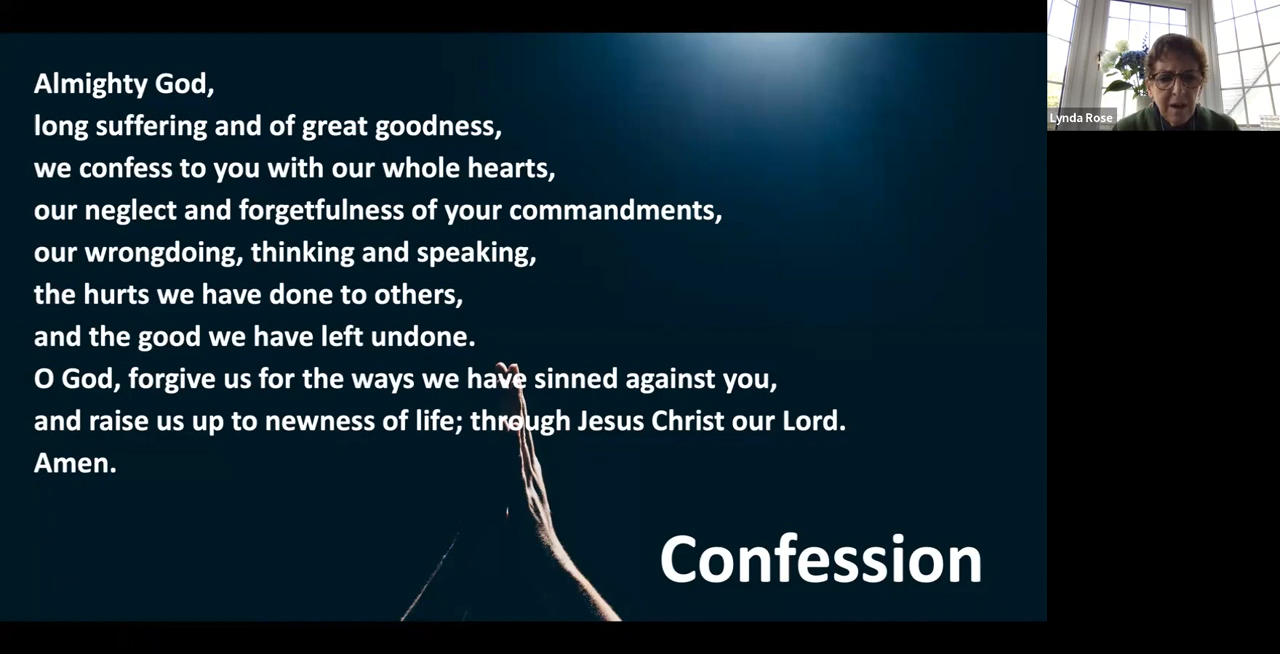 Almighty God,
long suffering and of great goodness,
we confess to you with our whole hearts,
our neglect and forgetfulness of your commandments,
our wrongdoing, thinking and speaking,
the hurts we have done to others,
and the good we have left undone.
O God, forgive us for the ways we have sinned against you,
and raise us up to newness of life; through Jesus Christ our Lord.
Amen.
Confession
Lynda Rose